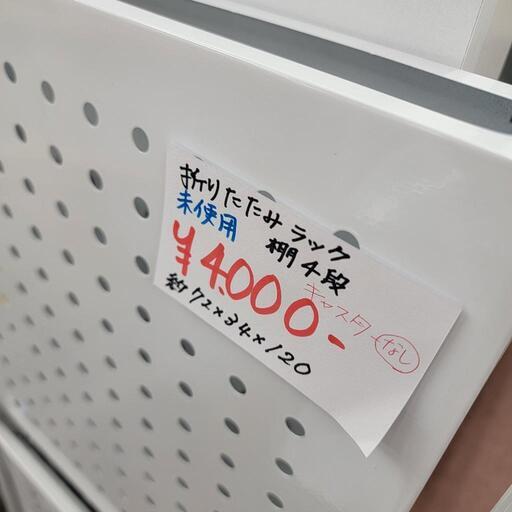 折りたたみラック
未使用 棚4段
¥4,000-
キャスターなし
約72×34×120